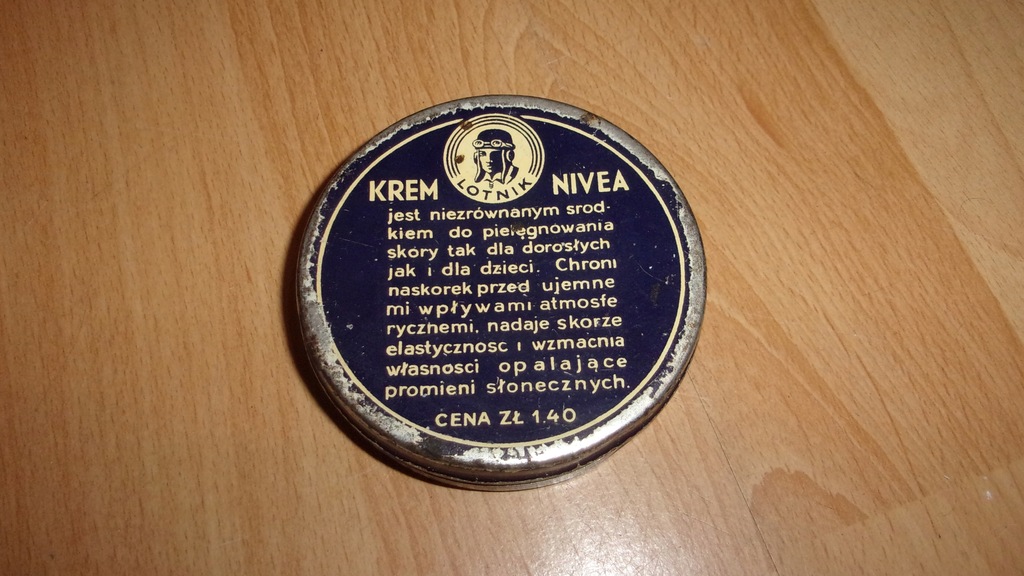 LOTNIK
KREM NIVEA
jest niezrównanym srod-
kiem do pielęgnowania
skóry tak dla dorosłych
jak i dla dzieci. Chroni
naskorek przed ujemne
mi wpływami atmosfe
rycznemi, nadaje skorze
elastycznosc i wzmacnia
własnosci opalające
promieni słonecznych.
CENA ZŁ 1.40